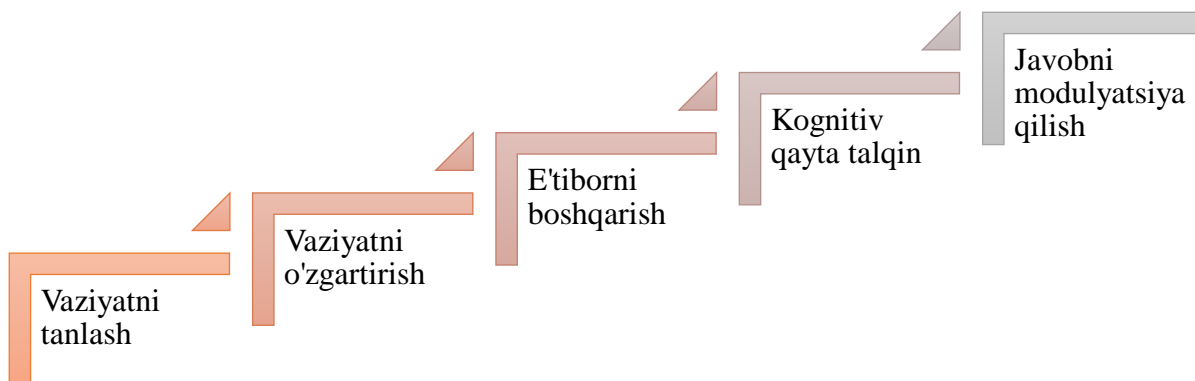 Vaziyatni
tanlash
Vaziyatni
o'zgartirish
E'tiborni
boshqarish
Kognitiv
qayta talqin
Javobni
modulyatsiya
qilish